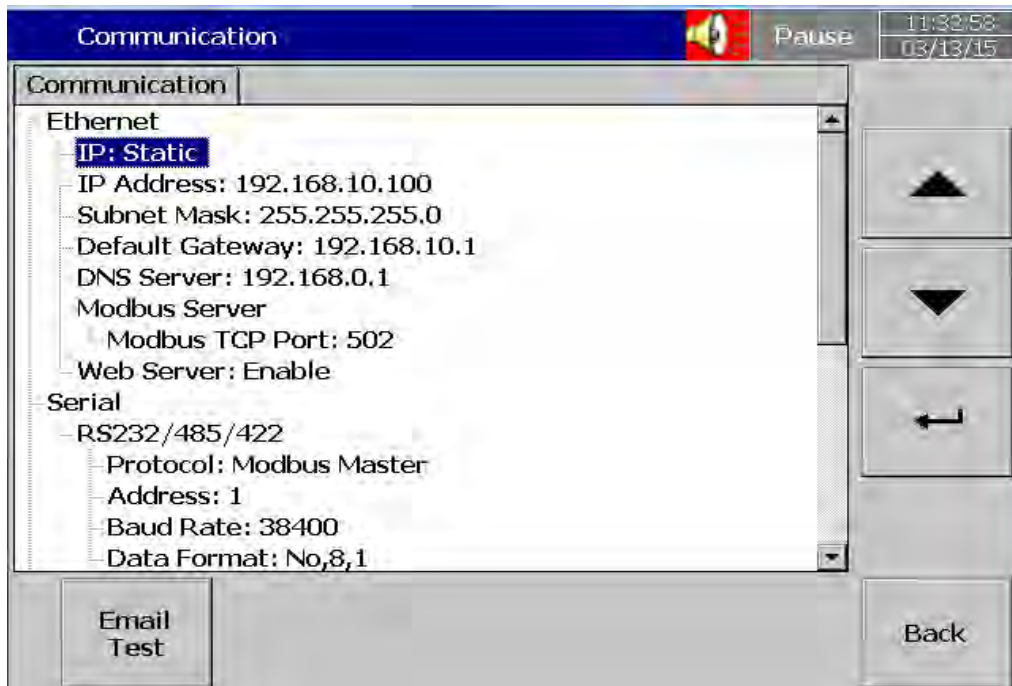 Communication
Pause
11:32:58
03/13/15
Communication
Ethernet
IP: Static
IP Address: 192.168.10.100
Subnet Mask: 255.255.255.0
Default Gateway: 192.168.10.1
DNS Server: 192.168.0.1
Modbus Server
Modbus TCP Port: 502
Web Server: Enable
Serial
RS232/485/422
Protocol: Modbus Master
Address: 1
Baud Rate: 38400
Data Format: No,8,1
Email
Test
Back